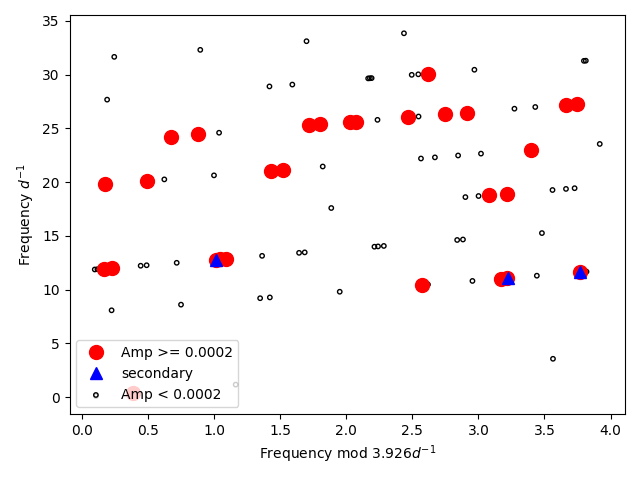 35
30
25
20
15
10
5
0
Frequency d⁻¹
Amp >= 0.0002
secondary
Amp < 0.0002
0.0 0.5 1.0 1.5 2.0 2.5 3.0 3.5 4.0
Frequency mod 3.926d⁻¹